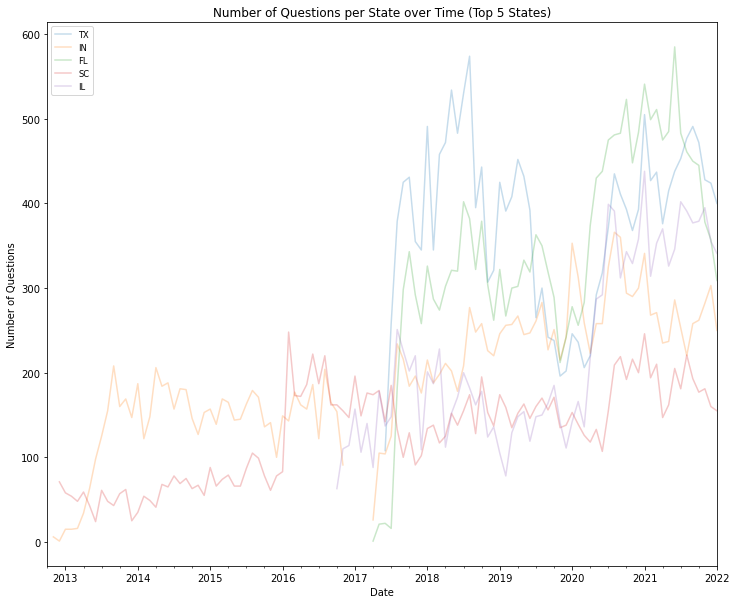 Number of Questions per State over Time (Top 5 States)
TX
IN
FL
SC
IL
600
500
400
300
200
100
0
Number of Questions
2013 2014 2015 2016 2017 2018 2019 2020 2021 2022
Date